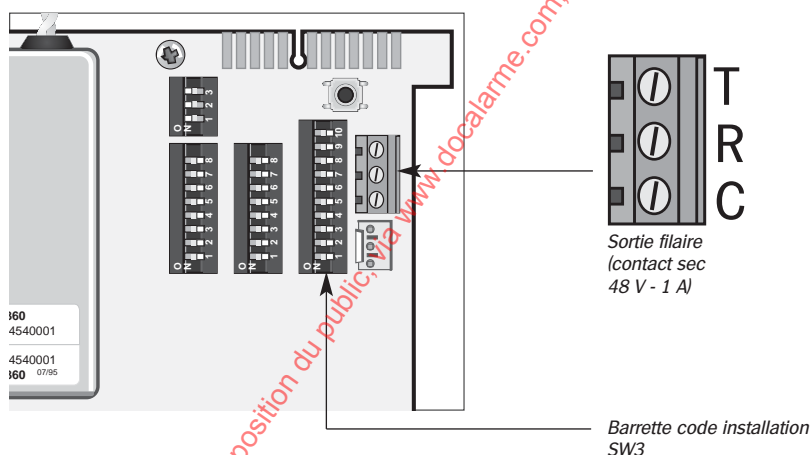 3
2
1
O
N
8
7
6
5
4
3
2
1
O
N
8
7
6
5
4
3
2
1
O
N
10
9
8
7
6
5
4
3
2
1
O
N
T
R
C
Sortie filaire
(contact sec
48 V - 1 A)
360
4540001
4540001
360 07/95
Barrette code installation
SW3
position du public, via www.docalarme.com,